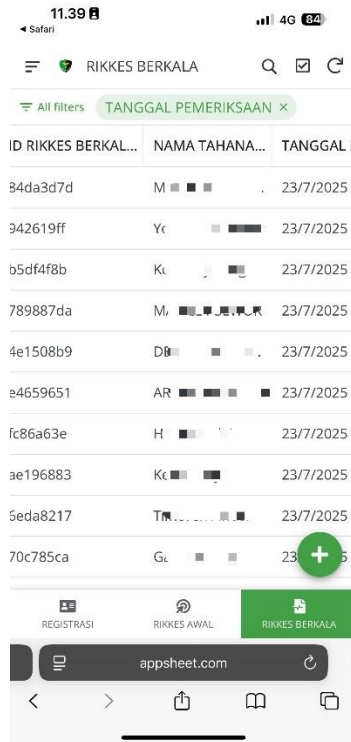 11.39
4G 84
Safari
RIKKES BERKALA
All filters TANGGAL PEMERIKSAAN ×
ID RIKKES BERKAL... NAMA TAHANA... TANGGAL
84da3d7d 23/7/2025
942619ff 23/7/2025
b5df4f8b 23/7/2025
789887da 23/7/2025
4e1508b9 23/7/2025
e4659651 23/7/2025
fc86a63e 23/7/2025
ae196883 23/7/2025
6eda8217 23/7/2025
70c785ca 23
REGISTRASI RIKKES AWAL RIKKES BERKALA
appsheet.com